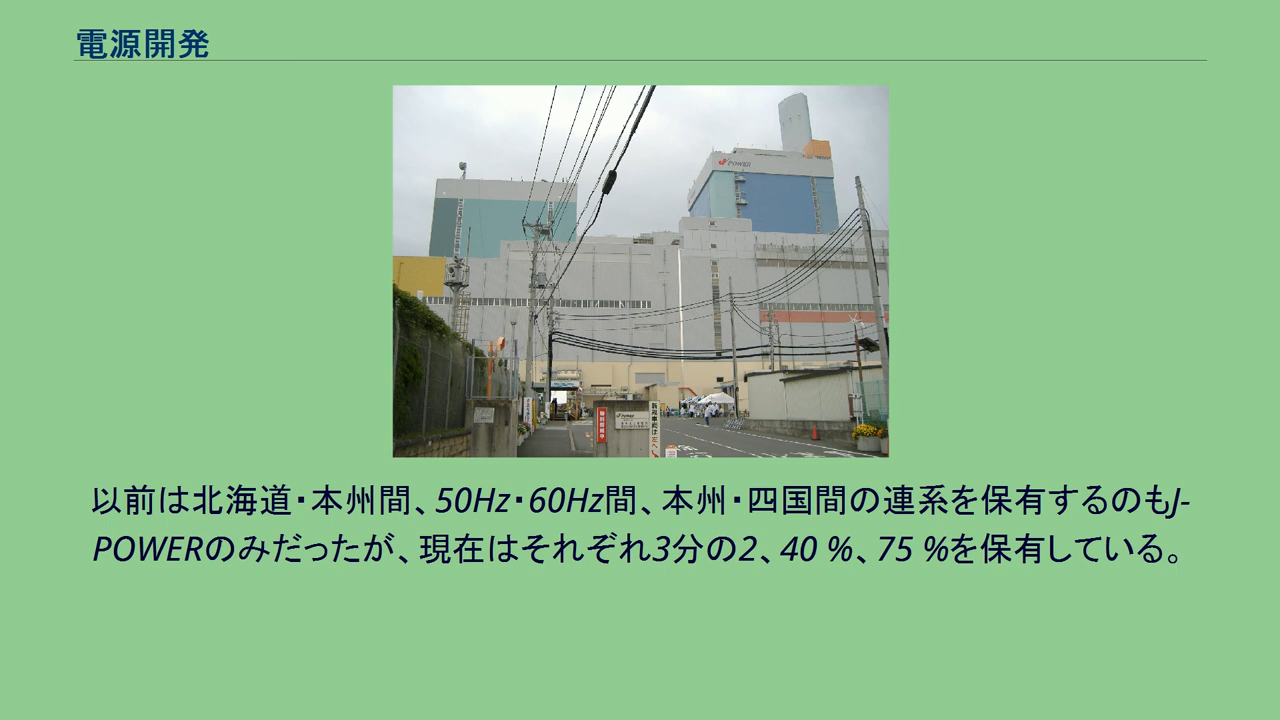 電源開発
J POWER
以前は北海道・本州間、50Hz・60Hz間、本州・四国間の連系を保有するのもJ-
POWERのみだったが、現在はそれぞれ3分の2、40 %、75 %を保有している。